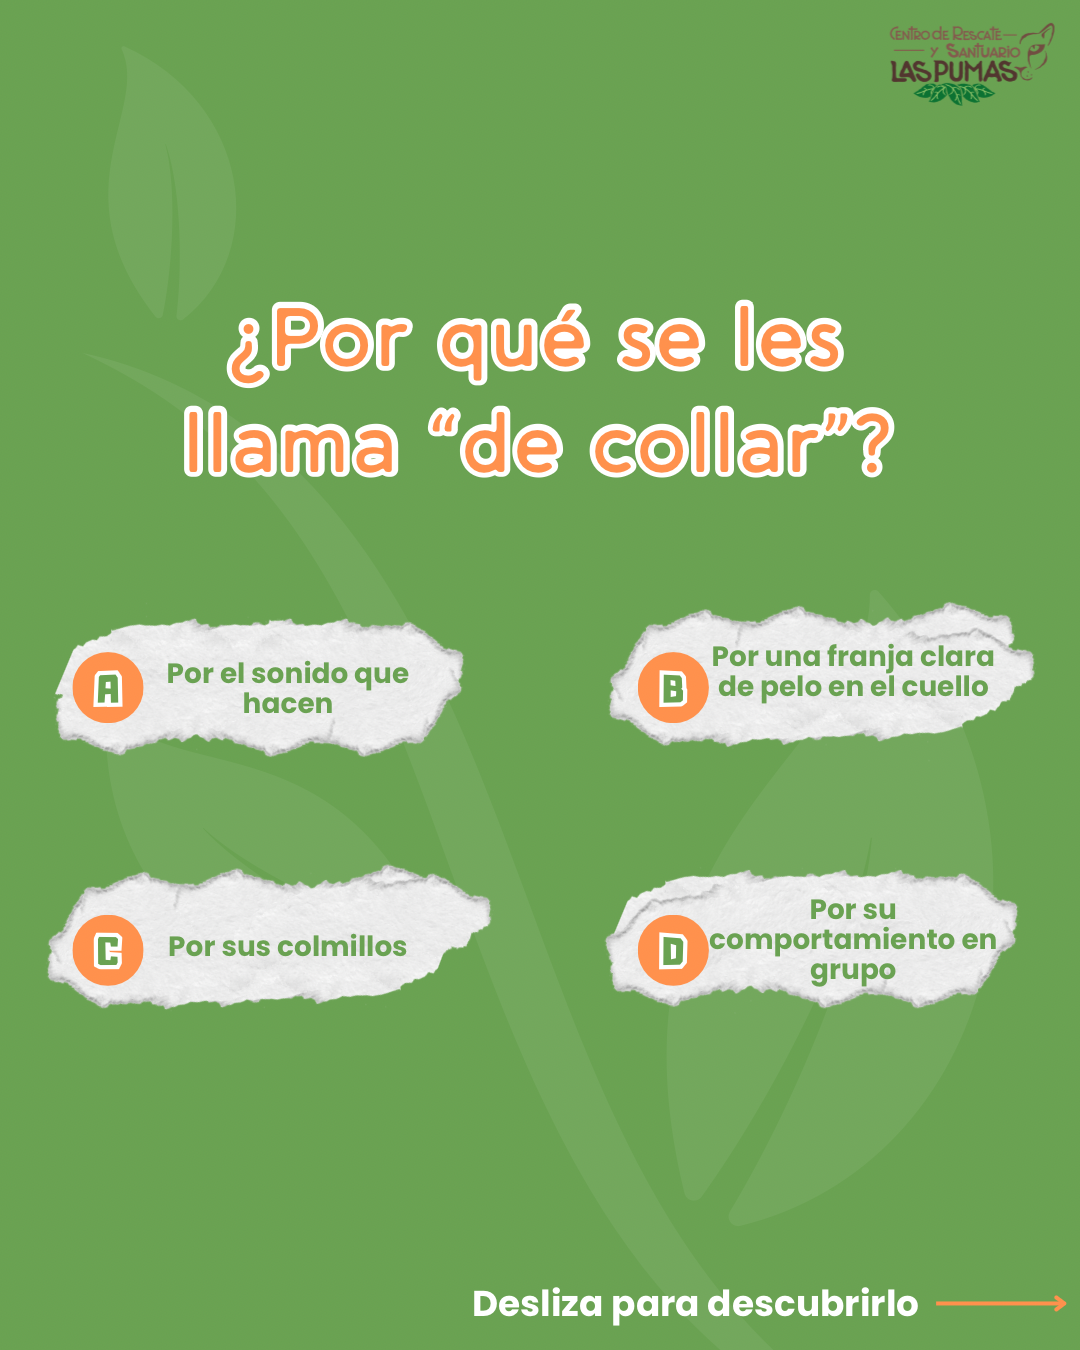 CENTRO DE RESCATE
Y SANTUARIO
LAS PUMAS
¿Por qué se les
llama “de collar”?
A
Por el sonido que
hacen
B
Por una franja clara
de pelo en el cuello
C
Por sus colmillos
D
Por su
comportamiento en
grupo
Desliza para descubrirlo